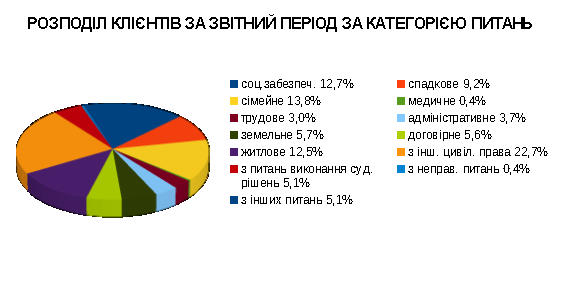 РОЗПОДІЛ КЛІЄНТІВ ЗА ЗВІТНИЙ ПЕРІОД ЗА КАТЕГОРІЄЮ ПИТАНЬ
соц.забезпеч. 12,7%
спадкове 9,2%
сімейне 13,8%
медичне 0,4%
трудове 3,0%
адміністративне 3,7%
земельне 5,7%
договірне 5,6%
житлове 12,5%
з інш. цивіл. права 22,7%
з питань виконання суд.
рішень 5,1%
з неправ. питань 0,4%
з інших питань 5,1%